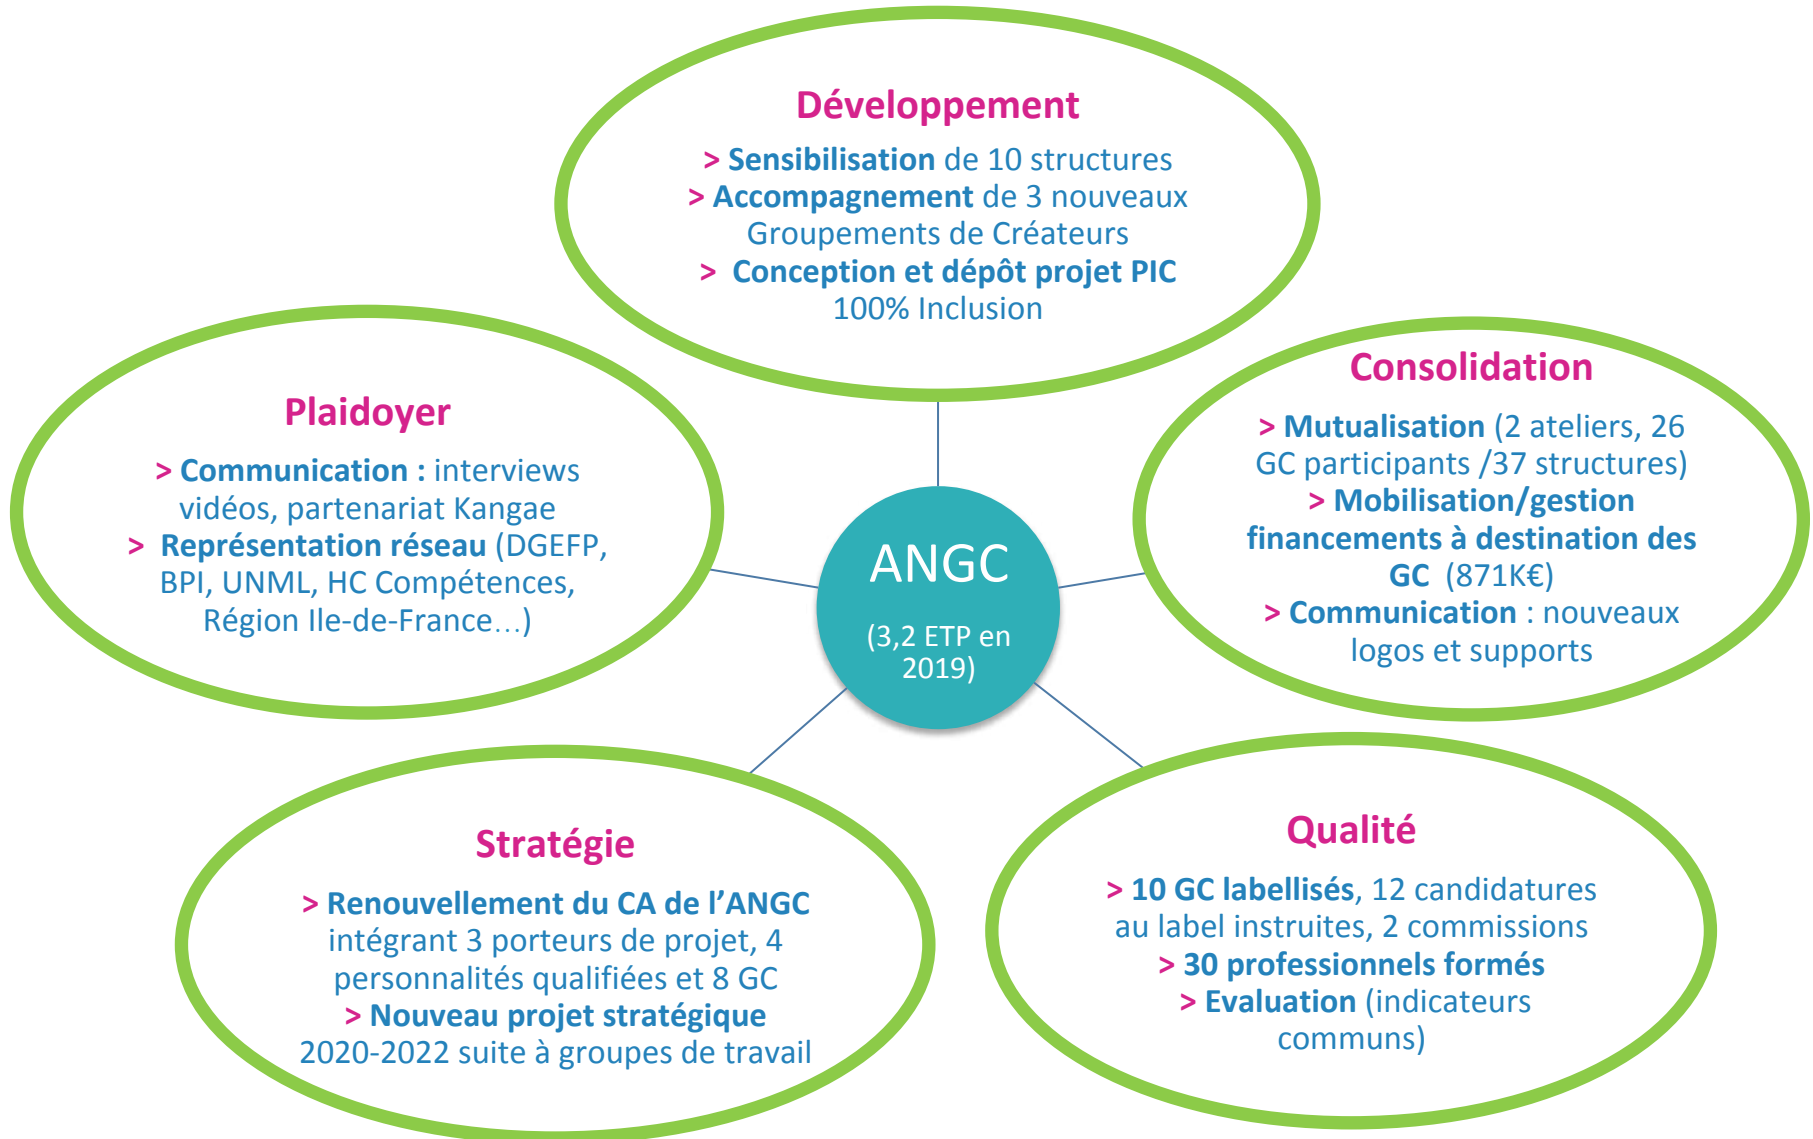 Développement
> Sensibilisation de 10 structures
> Accompagnement de 3 nouveaux
Groupements de Créateurs
> Conception et dépôt projet PIC
100% Inclusion
Plaidoyer
> Communication : interviews
vidéos, partenariat Kangae
> Représentation réseau (DGEFP,
BPI, UNML, HC Compétences,
Région Ile-de-France...)
Consolidation
> Mutualisation (2 ateliers, 26
GC participants /37 structures)
> Mobilisation/gestion
financements à destination des
GC (871K€)
> Communication : nouveaux
logos et supports
ANGC
(3,2 ETP en
2019)
Stratégie
> Renouvellement du CA de l’ANGC
intégrant 3 porteurs de projet, 4
personnalités qualifiées et 8 GC
> Nouveau projet stratégique
2020-2022 suite à groupes de travail
Qualité
> 10 GC labellisés, 12 candidatures
au label instruites, 2 commissions
> 30 professionnels formés
> Evaluation (indicateurs
communs)